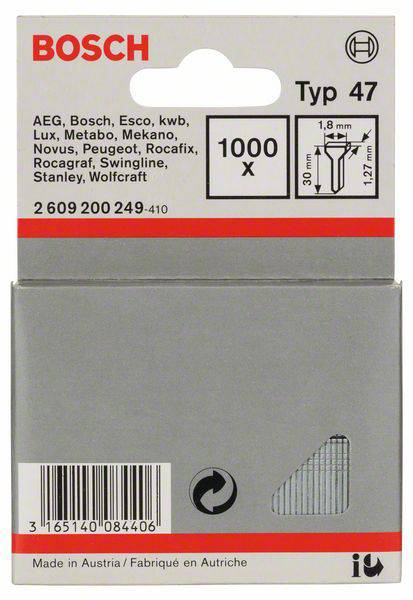 BOSCH
Typ 47
AEG, Bosch, Esco, kwb,
Lux, Metabo, Mekano,
Novus, Peugeot, Rocafix,
Rocagraf, Swingline,
Stanley, Wolfcraft
1000
x
1,8 mm
30 mm
1,27 mm
2 609 200 249-410
3 165140 084406
Made in Austria / Fabriqué en Autriche